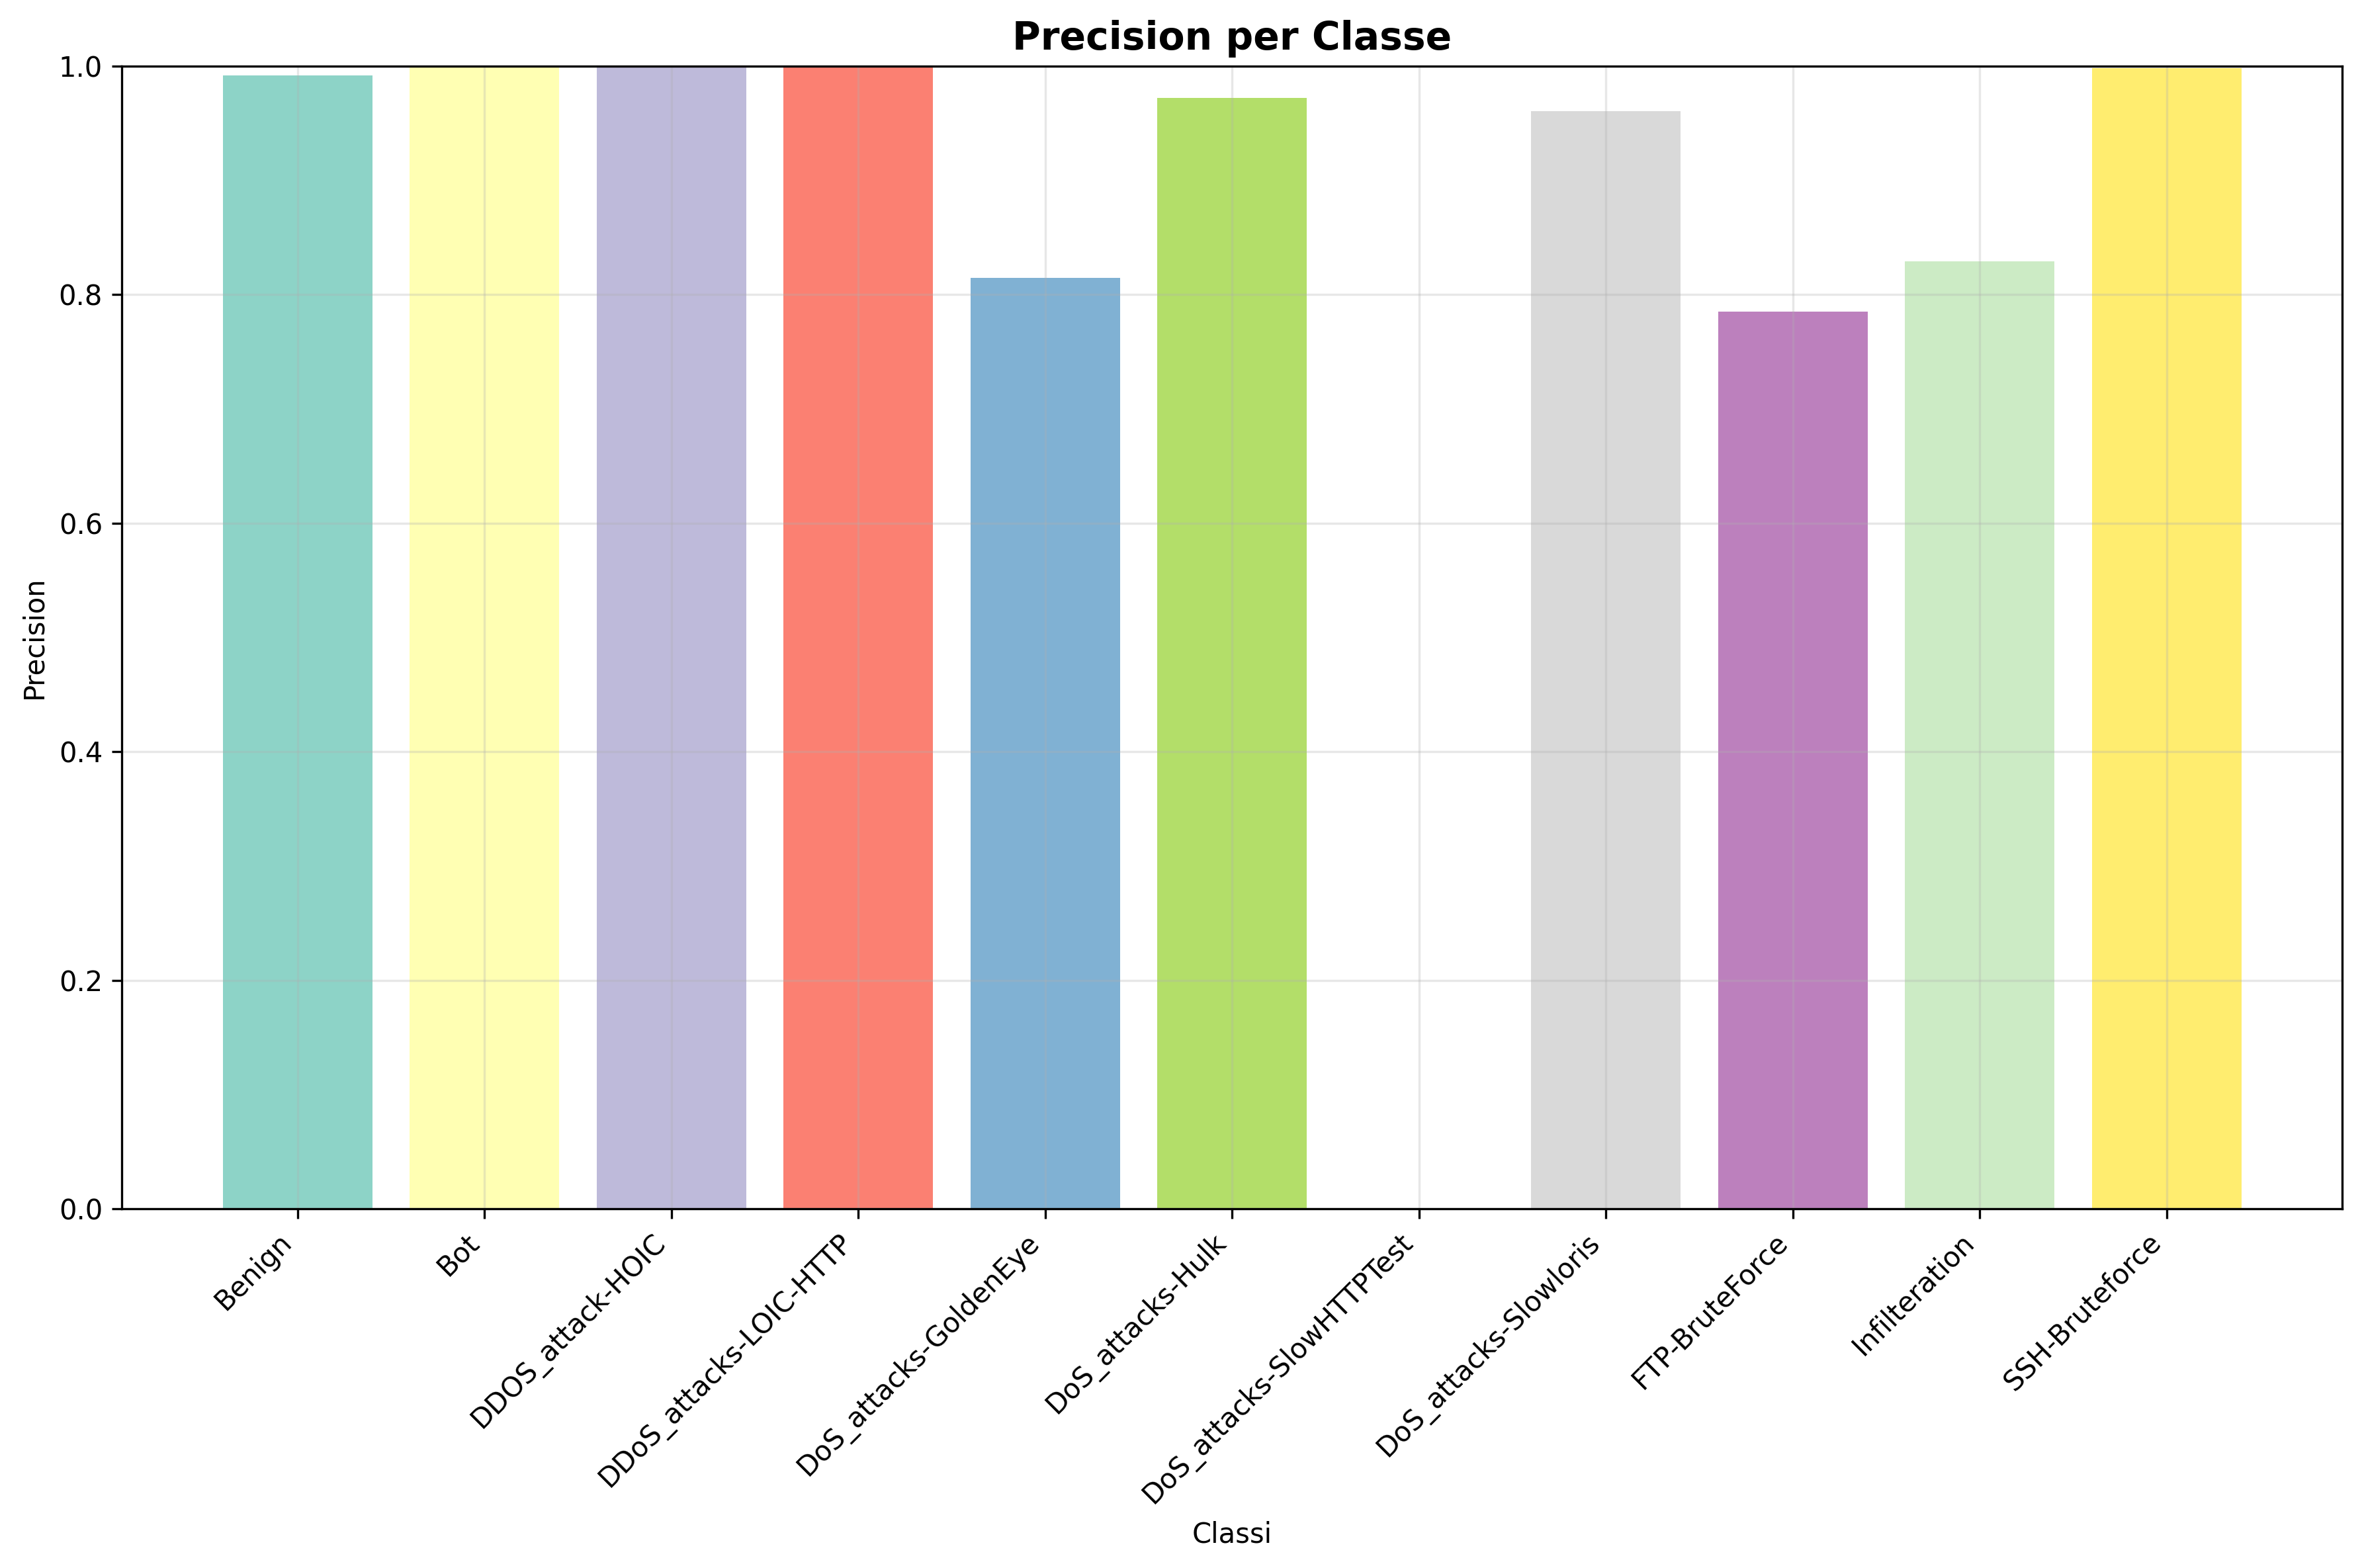 Precision per Classe
Precision
1.0
0.8
0.6
0.4
0.2
0.0
Benign
Bot
DDOS_attack-HOIC
DDoS_attacks-LOIC-HTTP
DoS_attacks-GoldenEye
DoS_attacks-Hulk
DoS_attacks-SlowHTTPTest
DoS_attacks-Slowloris
FTP-BruteForce
Infilteration
SSH-Bruteforce
Classi